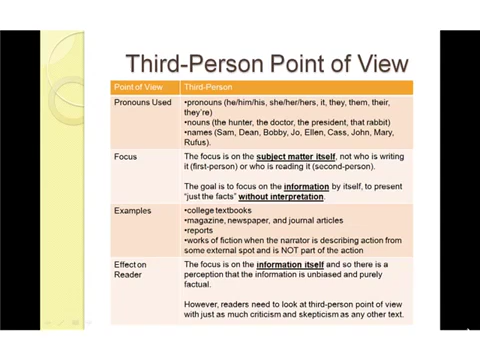 Third-Person Point of View
Point of View Third-Person
Pronouns Used •pronouns (he/him/his, she/her/hers, it, they, them, their,
they're)
•nouns (the hunter, the doctor, the president, that rabbit)
•names (Sam, Dean, Bobby, Jo, Ellen, Cass, John, Mary,
Rufus).
Focus The focus is on the subject matter itself, not who is writing
it (first-person) or who is reading it (second-person).
The goal is to focus on the information by itself, to present
"just the facts" without interpretation.
Examples •college textbooks
•magazine, newspaper, and journal articles
•reports
•works of fiction when the narrator is describing action from
some external spot and is NOT part of the action
Effect on The focus is on the information itself and so there is a
Reader perception that the information is unbiased and purely
factual.
However, readers need to look at third-person point of view
with just as much criticism and skepticism as any other text.